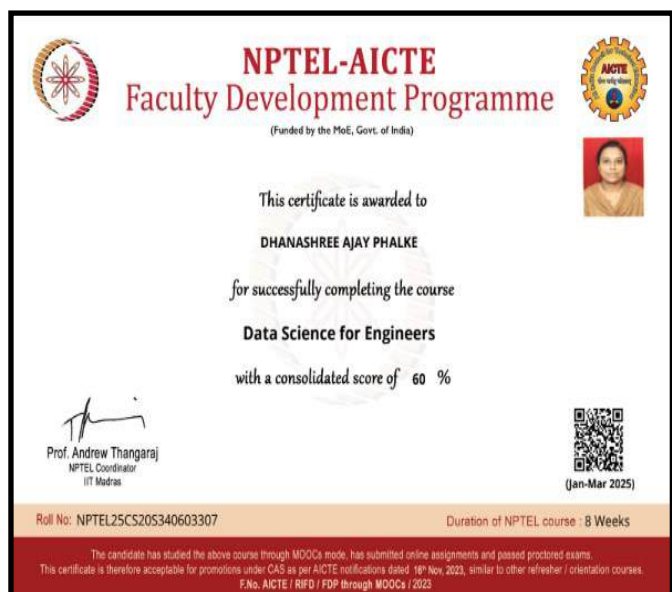 NPTEL-AICTE
Faculty Development Programme
(Funded by the MoE, Govt. of India)
AICTE
This certificate is awarded to
DHANASHREE AJAY PHALKE
for successfully completing the course
Data Science for Engineers
with a consolidated score of 60 %
Prof. Andrew Thangaraj
NPTEL Coordinator
IIT Madras
(Jan-Mar 2025)
Roll No: NPTEL25CS20S340603307
Duration of NPTEL course : 8 Weeks
The candidate has studied the above course through MOOCs mode, has submitted online assignments and passed proctored exams.
This certificate is therefore acceptable for promotions under CAS as per AICTE notifications dated 16th Nov, 2023, similar to other refresher / orientation courses.
F.No. AICTE / RIFD / FDP through MOOCs / 2023